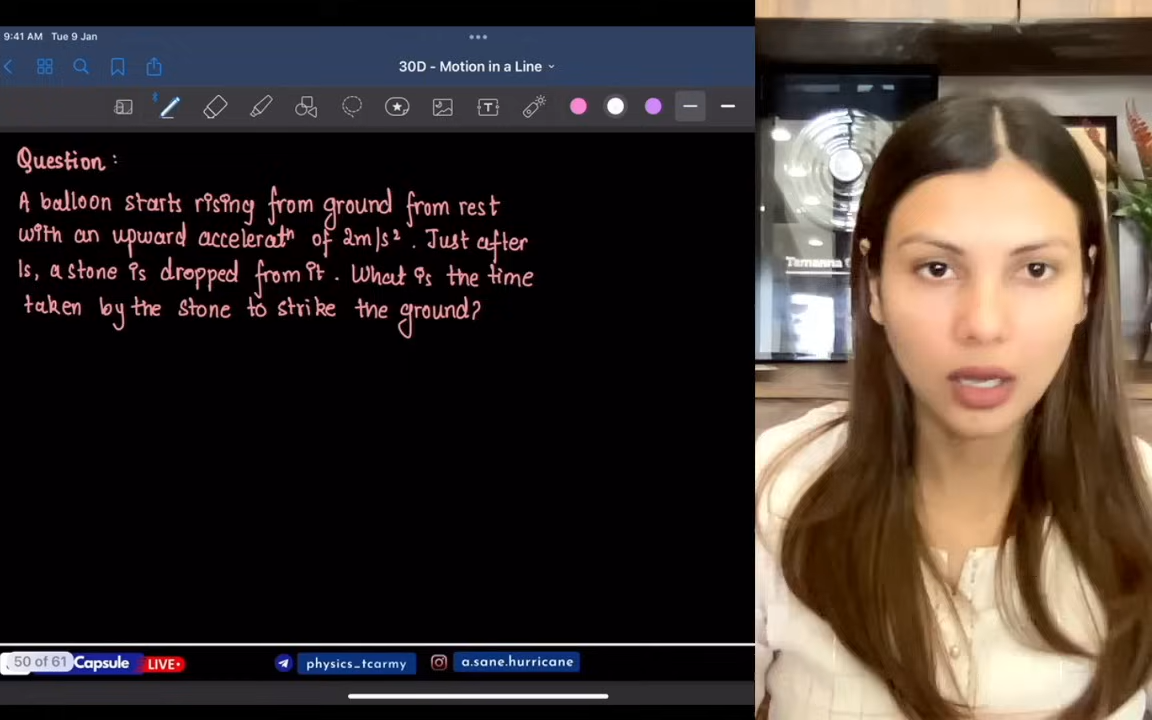 9:41 AM Tue 9 Jan
30D - Motion in a Line
Question:
A balloon starts rising from ground from rest
with an upward acceleratⁿ of 2m/s². Just after
1s, a stone is dropped from it. What is the time
taken by the stone to strike the ground?
50 of 61 Capsule LIVE
physics_tcarmy
a.sane.hurricane